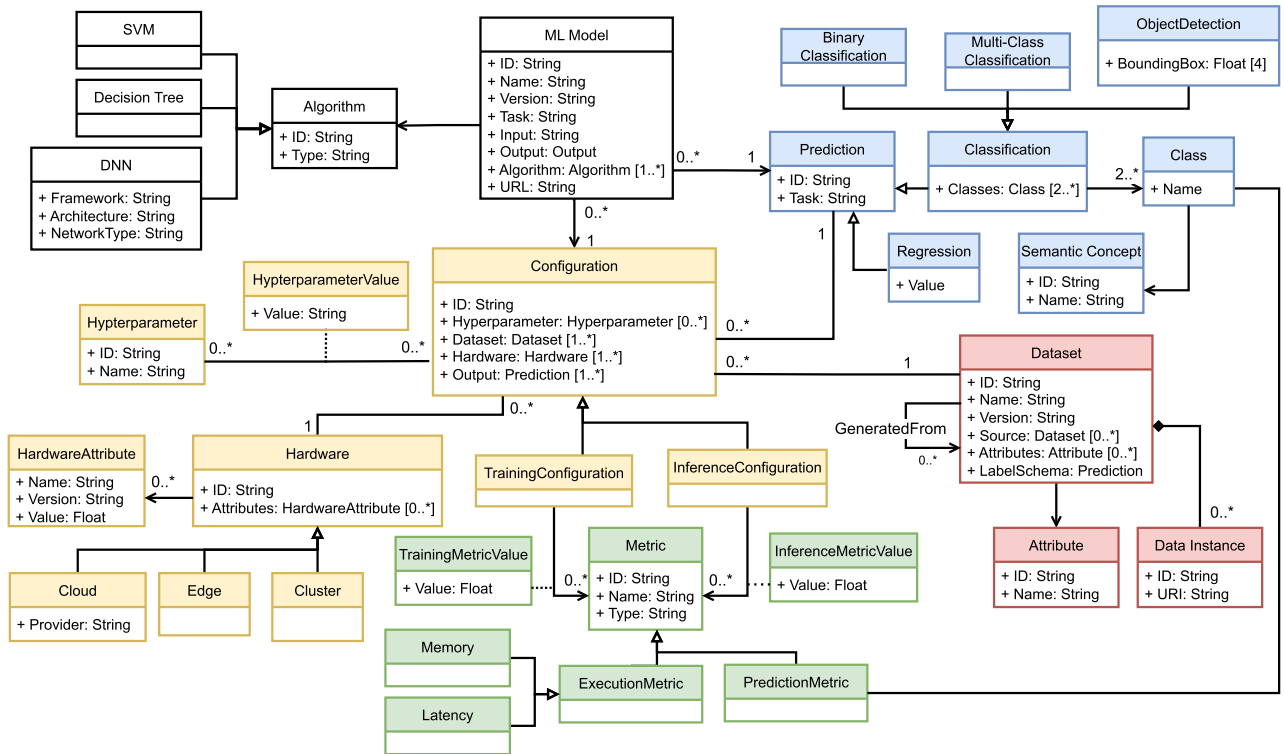 SVM
Decision Tree
DNN
+ Framework: String
+ Architecture: String
+ NetworkType: String
Algorithm
+ ID: String
+ Type: String
ML Model
+ ID: String
+ Name: String
+ Version: String
+ Task: String
+ Input: String
+ Output: Output
+ Algorithm: Algorithm [1..*]
+ URL: String
0..*
1
0..*
1
Binary
Classification
Multi-Class
Classification
ObjectDetection
+ BoundingBox: Float [4]
Prediction
+ ID: String
+ Task: String
1
Classification
+ Classes: Class [2..*]
2..*
Class
+ Name
Regression
+ Value
Semantic Concept
+ ID: String
+ Name: String
HypterparameterValue
+ Value: String
Hypterparameter
+ ID: String
+ Name: String
0..*
0..*
Configuration
+ ID: String
+ Hyperparameter: Hyperparameter [0..*]
+ Dataset: Dataset [1..*]
+ Hardware: Hardware [1..*]
+ Output: Prediction [1..*]
0..*
0..*
1
0..*
1
Dataset
+ ID: String
+ Name: String
+ Version: String
+ Source: Dataset [0..*]
+ Attributes: Attribute [0..*]
+ LabelSchema: Prediction
GeneratedFrom
0..*
0..*
HardwareAttribute
+ Name: String
+ Version: String
+ Value: Float
0..*
Hardware
+ ID: String
+ Attributes: HardwareAttribute [0..*]
TrainingConfiguration
InferenceConfiguration
Cloud
+ Provider: String
Edge
Cluster
TrainingMetricValue
+ Value: Float
0..*
Metric
+ ID: String
+ Name: String
+ Type: String
0..*
InferenceMetricValue
+ Value: Float
Attribute
+ ID: String
+ Name: String
Data Instance
+ ID: String
+ URI: String
Memory
Latency
ExecutionMetric
PredictionMetric